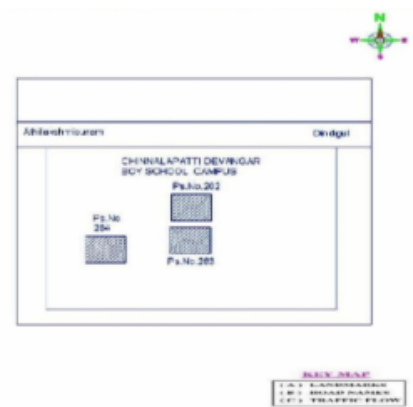 N
W E
S
Athilakshmipuram Dindigul
CHINNALAPATTI DEVANGAR
BOY SCHOOL CAMPUS
Ps.No.202
Ps.No
204
Ps.No.203
KEY MAP
( A ) LANDMARKS
( B ) ROAD NAMES
( C ) TRAFFIC FLOW